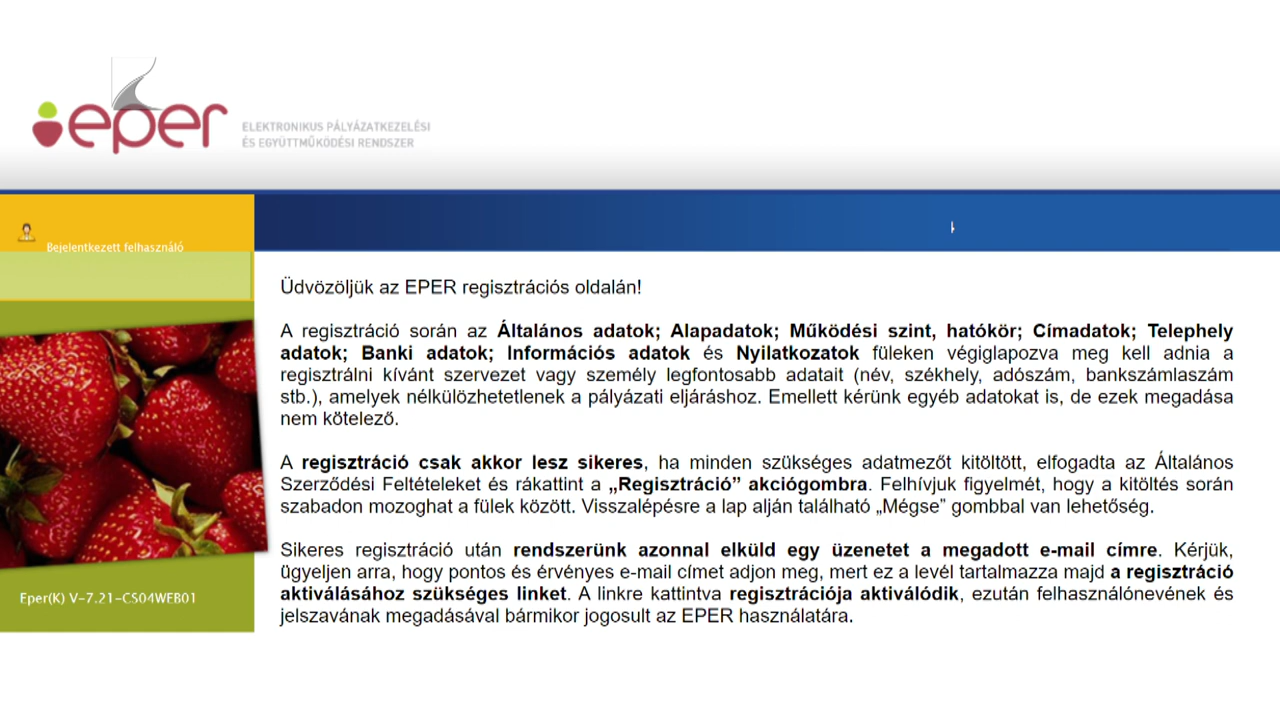 eper
ELEKTRONIKUS PÁLYÁZATKEZELÉSI
ÉS EGYÜTTMŰKÖDÉSI RENDSZER
Bejelentkezett felhasználó
Üdvözöljük az EPER regisztrációs oldalán!
A regisztráció során az Általános adatok; Alapadatok; Működési szint, hatókör; Címadatok; Telephely
adatok; Banki adatok; Információs adatok és Nyilatkozatok füleken végiglapozva meg kell adnia a
regisztrálni kívánt szervezet vagy személy legfontosabb adatait (név, székhely, adószám, bankszámlaszám
stb.), amelyek nélkülözhetetlenek a pályázati eljáráshoz. Emellett kérünk egyéb adatokat is, de ezek megadása
nem kötelező.
A regisztráció csak akkor lesz sikeres, ha minden szükséges adatmezőt kitöltött, elfogadta az Általános
Szerződési Feltételeket és rákattint a „Regisztráció” akciógombra. Felhívjuk figyelmét, hogy a kitöltés során
szabadon mozoghat a fülek között. Visszalépésre a lap alján található „Mégse” gombbal van lehetőség.
Sikeres regisztráció után rendszerünk azonnal elküld egy üzenetet a megadott e-mail címre. Kérjük,
ügyeljen arra, hogy pontos és érvényes e-mail címet adjon meg, mert ez a levél tartalmazza majd a regisztráció
aktiválásához szükséges linket. A linkre kattintva regisztrációja aktiválódik, ezután felhasználónevének és
jelszavának megadásával bármikor jogosult az EPER használatára.
Eper(K) V-7.21-CS04WEB01